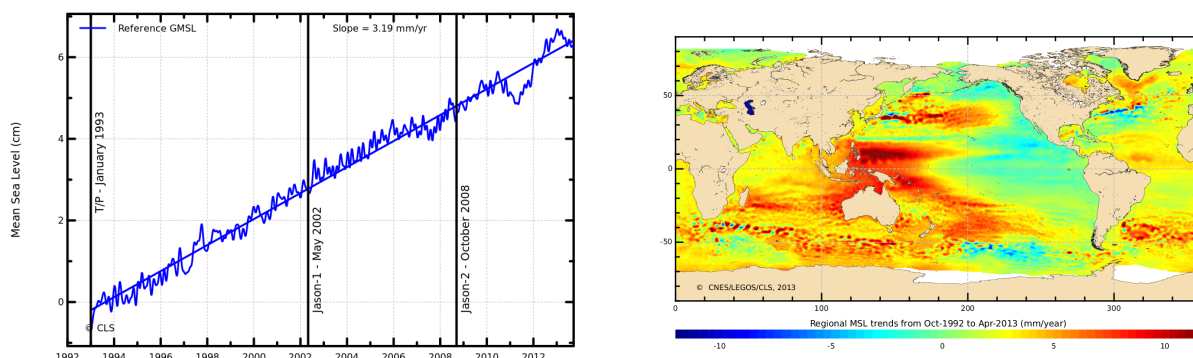 Reference GMSL
Slope = 3.19 mm/yr
Mean Sea Level (cm)
6
4
2
0
T/P - January 1993
Jason-1 - May 2002
Jason-2 - October 2008
© CLS
1992 1994 1996 1998 2000 2002 2004 2006 2008 2010 2012
50
0
-50
© CNES/LEGOS/CLS, 2013
0 100 200 300
Regional MSL trends from Oct-1992 to Apr-2013 (mm/year)
-10 -5 0 5 10